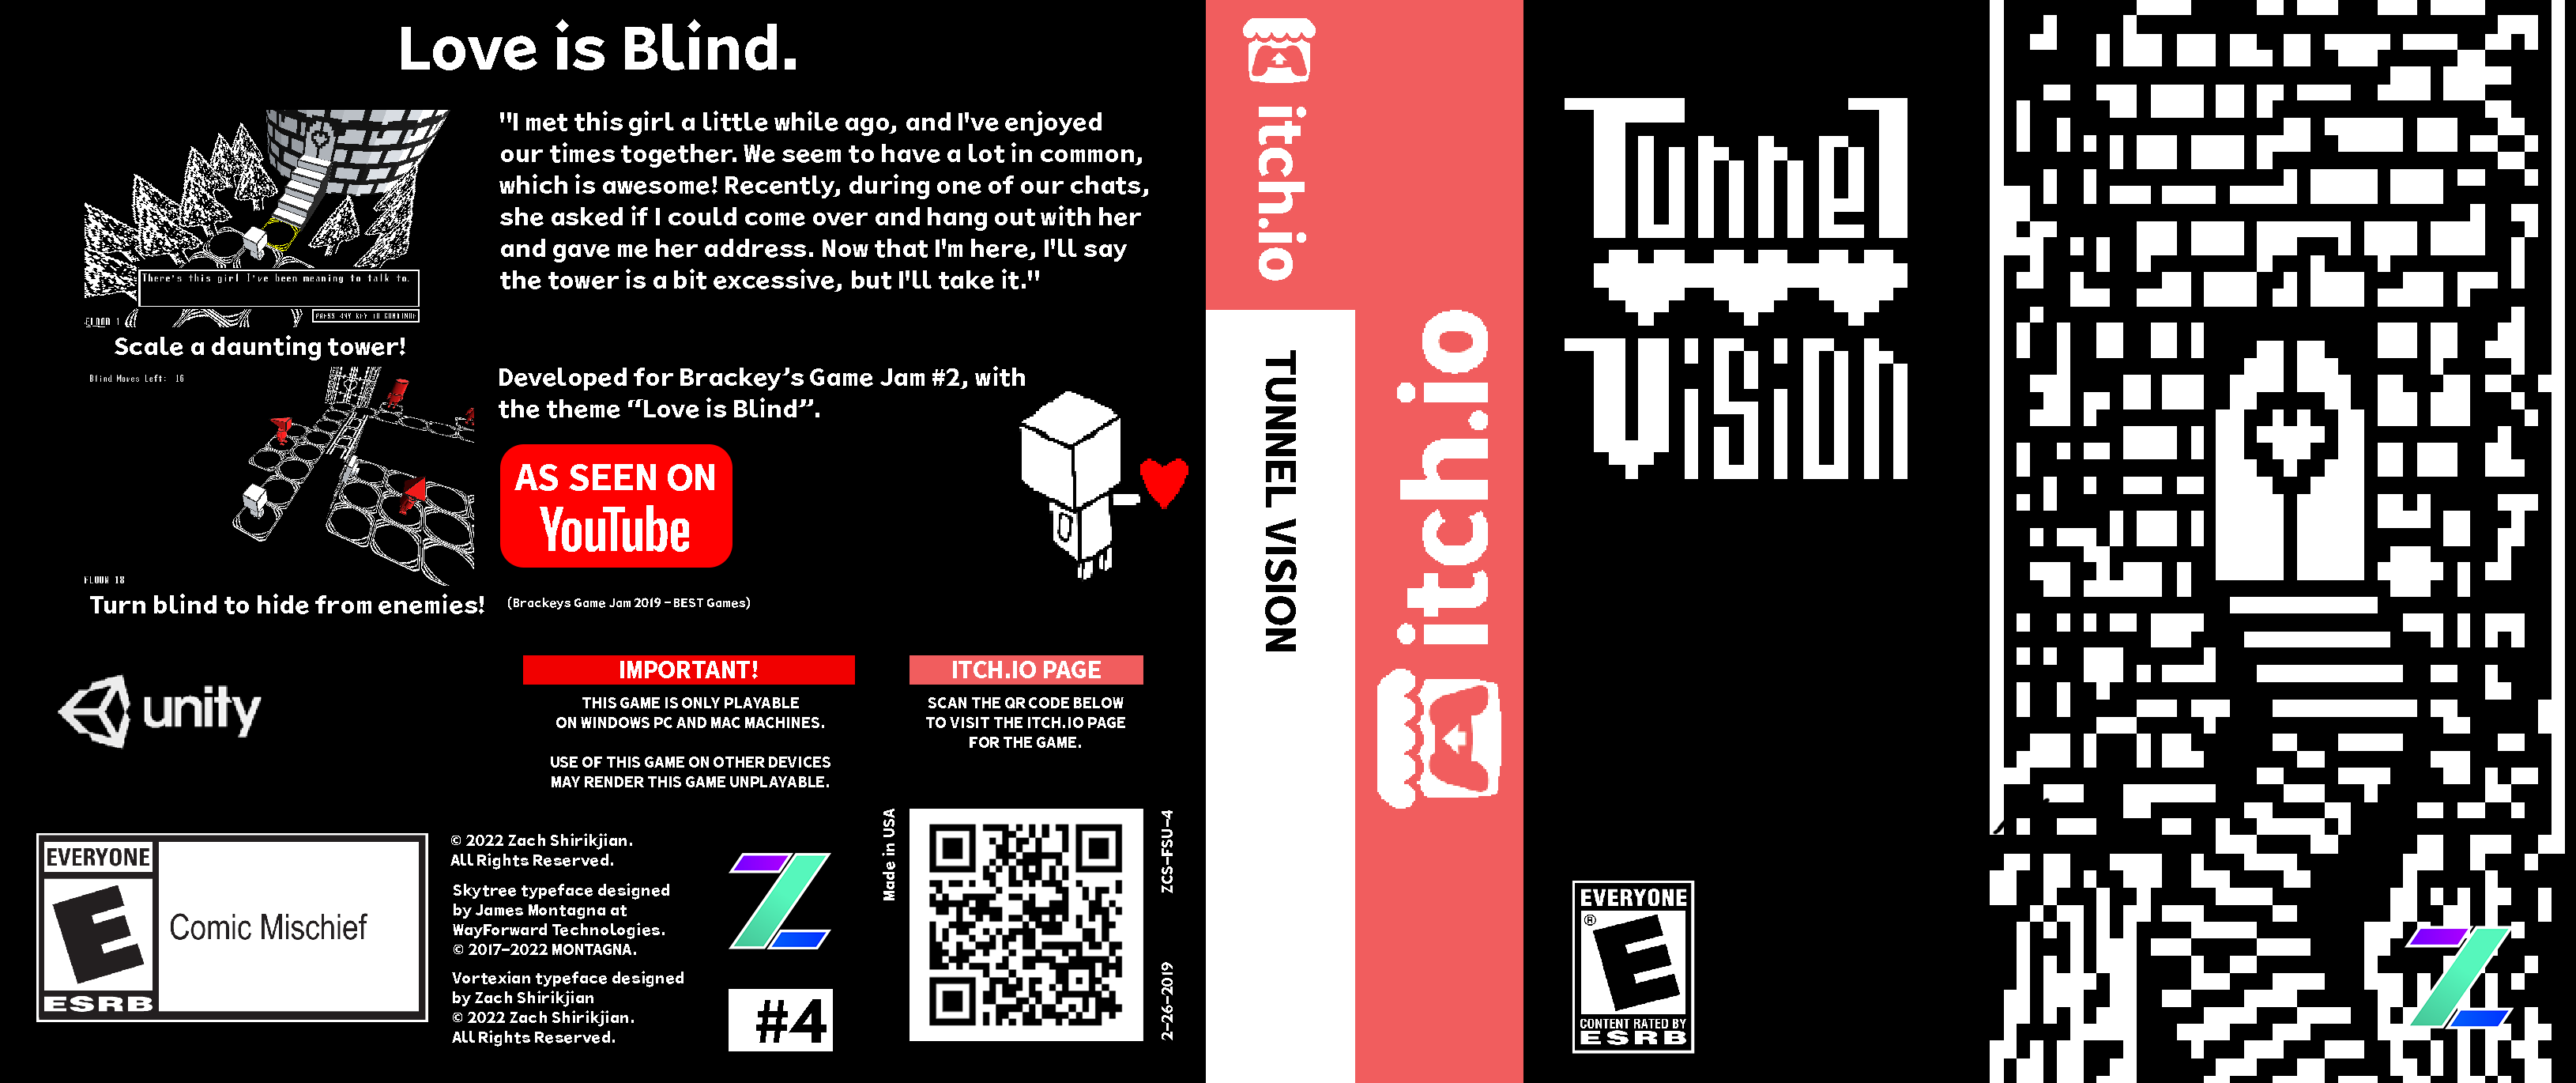 Love is Blind.
"I met this girl a little while ago, and I've enjoyed
our times together. We seem to have a lot in common,
which is awesome! Recently, during one of our chats,
she asked if I could come over and hang out with her
and gave me her address. Now that I'm here, I'll say
the tower is a bit excessive, but I'll take it."
There's this girl I've been meaning to talk to.
PRESS ANY KEY TO CONTINUE
FLOOR 1
Scale a daunting tower!
Blind Moves Left: 16
FLOOR 18
Turn blind to hide from enemies!
Developed for Brackey's Game Jam #2, with
the theme “Love is Blind”.
AS SEEN ON
YouTube
(Brackeys Game Jam 2019 - BEST Games)
unity
IMPORTANT!
THIS GAME IS ONLY PLAYABLE
ON WINDOWS PC AND MAC MACHINES.
USE OF THIS GAME ON OTHER DEVICES
MAY RENDER THIS GAME UNPLAYABLE.
ITCH.IO PAGE
SCAN THE QR CODE BELOW
TO VISIT THE ITCH.IO PAGE
FOR THE GAME.
EVERYONE
E
ESRB
Comic Mischief
© 2022 Zach Shirikjian.
All Rights Reserved.
Skytree typeface designed
by James Montagna at
WayForward Technologies.
© 2017-2022 MONTAGNA.
Vortexian typeface designed
by Zach Shirikjian
© 2022 Zach Shirikjian.
All Rights Reserved.
Z
#4
Made in USA
ZCS-FSU-4
2-26-2019
itch.io
TUNNEL VISION
itch.io
Tunnel
Vision
EVERYONE
®
E
CONTENT RATED BY
ESRB
Z